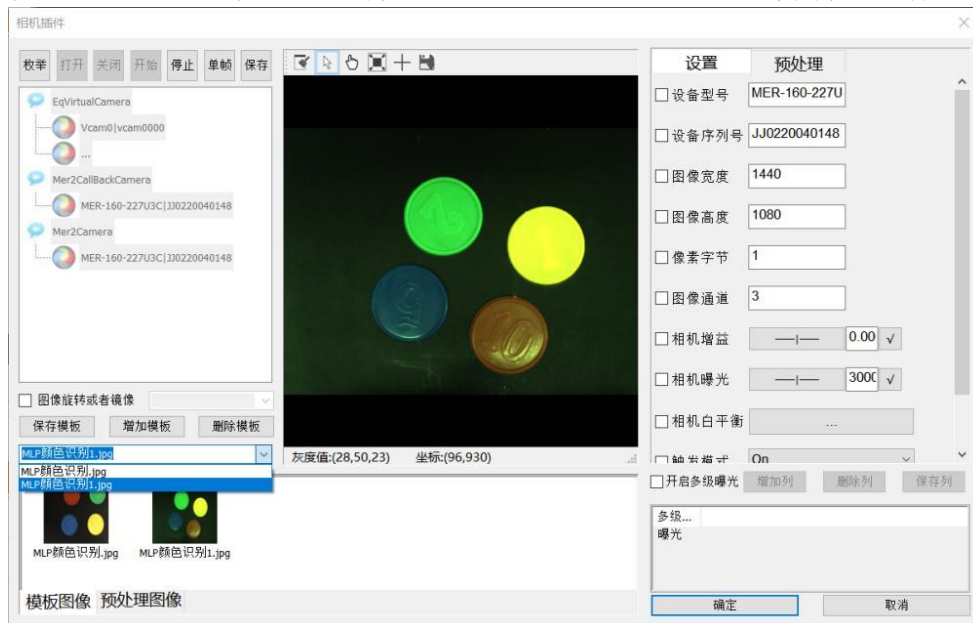 相机插件
枚举 打开 关闭 开始 停止 单帧 保存
EqVirtualCamera
Vcam0|vcam0000
...
Mer2CallBackCamera
MER-160-227U3C|JJ0220040148
Mer2Camera
MER-160-227U3C|JJ0220040148
图像旋转或者镜像
保存模板 增加模板 删除模板
MLP颜色识别1.jpg
MLP颜色识别.jpg
MLP颜色识别1.jpg
MLP颜色识别.jpg MLP颜色识别1.jpg
模板图像 预处理图像
10
灰度值:(28,50,23) 坐标:(96,930)
设置 预处理
设备型号 MER-160-227U
设备序列号 JJ0220040148
图像宽度 1440
图像高度 1080
像素字节 1
图像通道 3
相机增益 0.00 √
相机曝光 √
相机白平衡 ...
触发模式 On
开启多级曝光 增加列 删除列 保存列
多级...
曝光
确定 取消